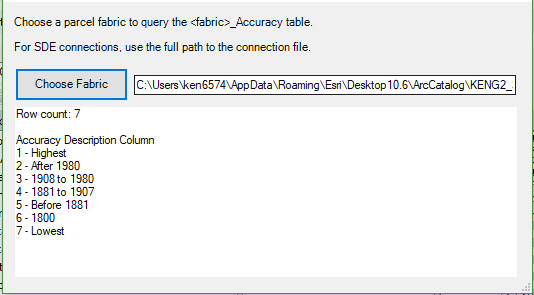 Choose a parcel fabric to query the <fabric>_Accuracy table.
For SDE connections, use the full path to the connection file.
Choose Fabric
C:\Users\ken6574\AppData\Roaming\Esri\Desktop10.6\ArcCatalog\KENG2_
Row count: 7
Accuracy Description Column
1 - Highest
2 - After 1980
3 - 1908 to 1980
4 - 1881 to 1907
5 - Before 1881
6 - 1800
7 - Lowest